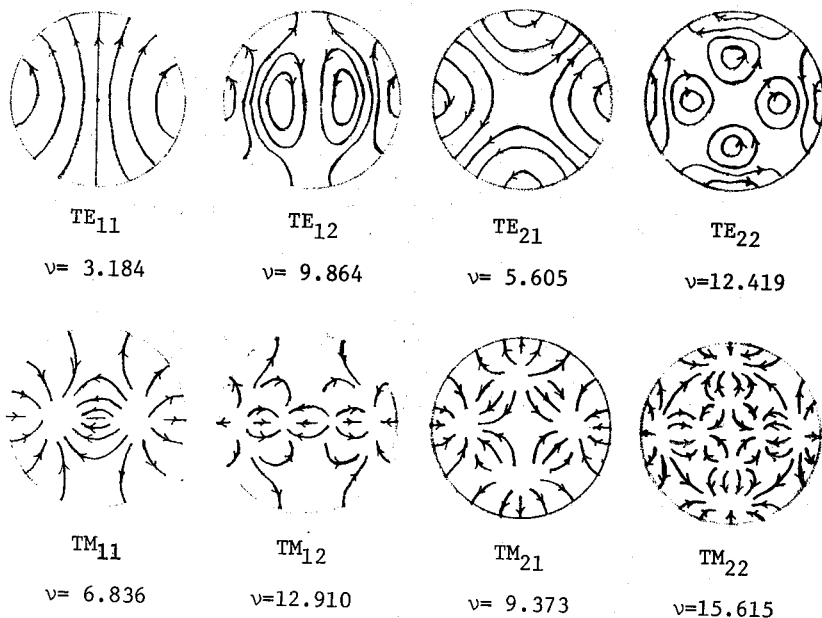 TE11 TE12 TE21 TE22
ν= 3.184 ν= 9.864 ν= 5.605 ν=12.419
TM11 TM12 TM21 TM22
ν= 6.836 ν=12.910 ν= 9.373 ν=15.615